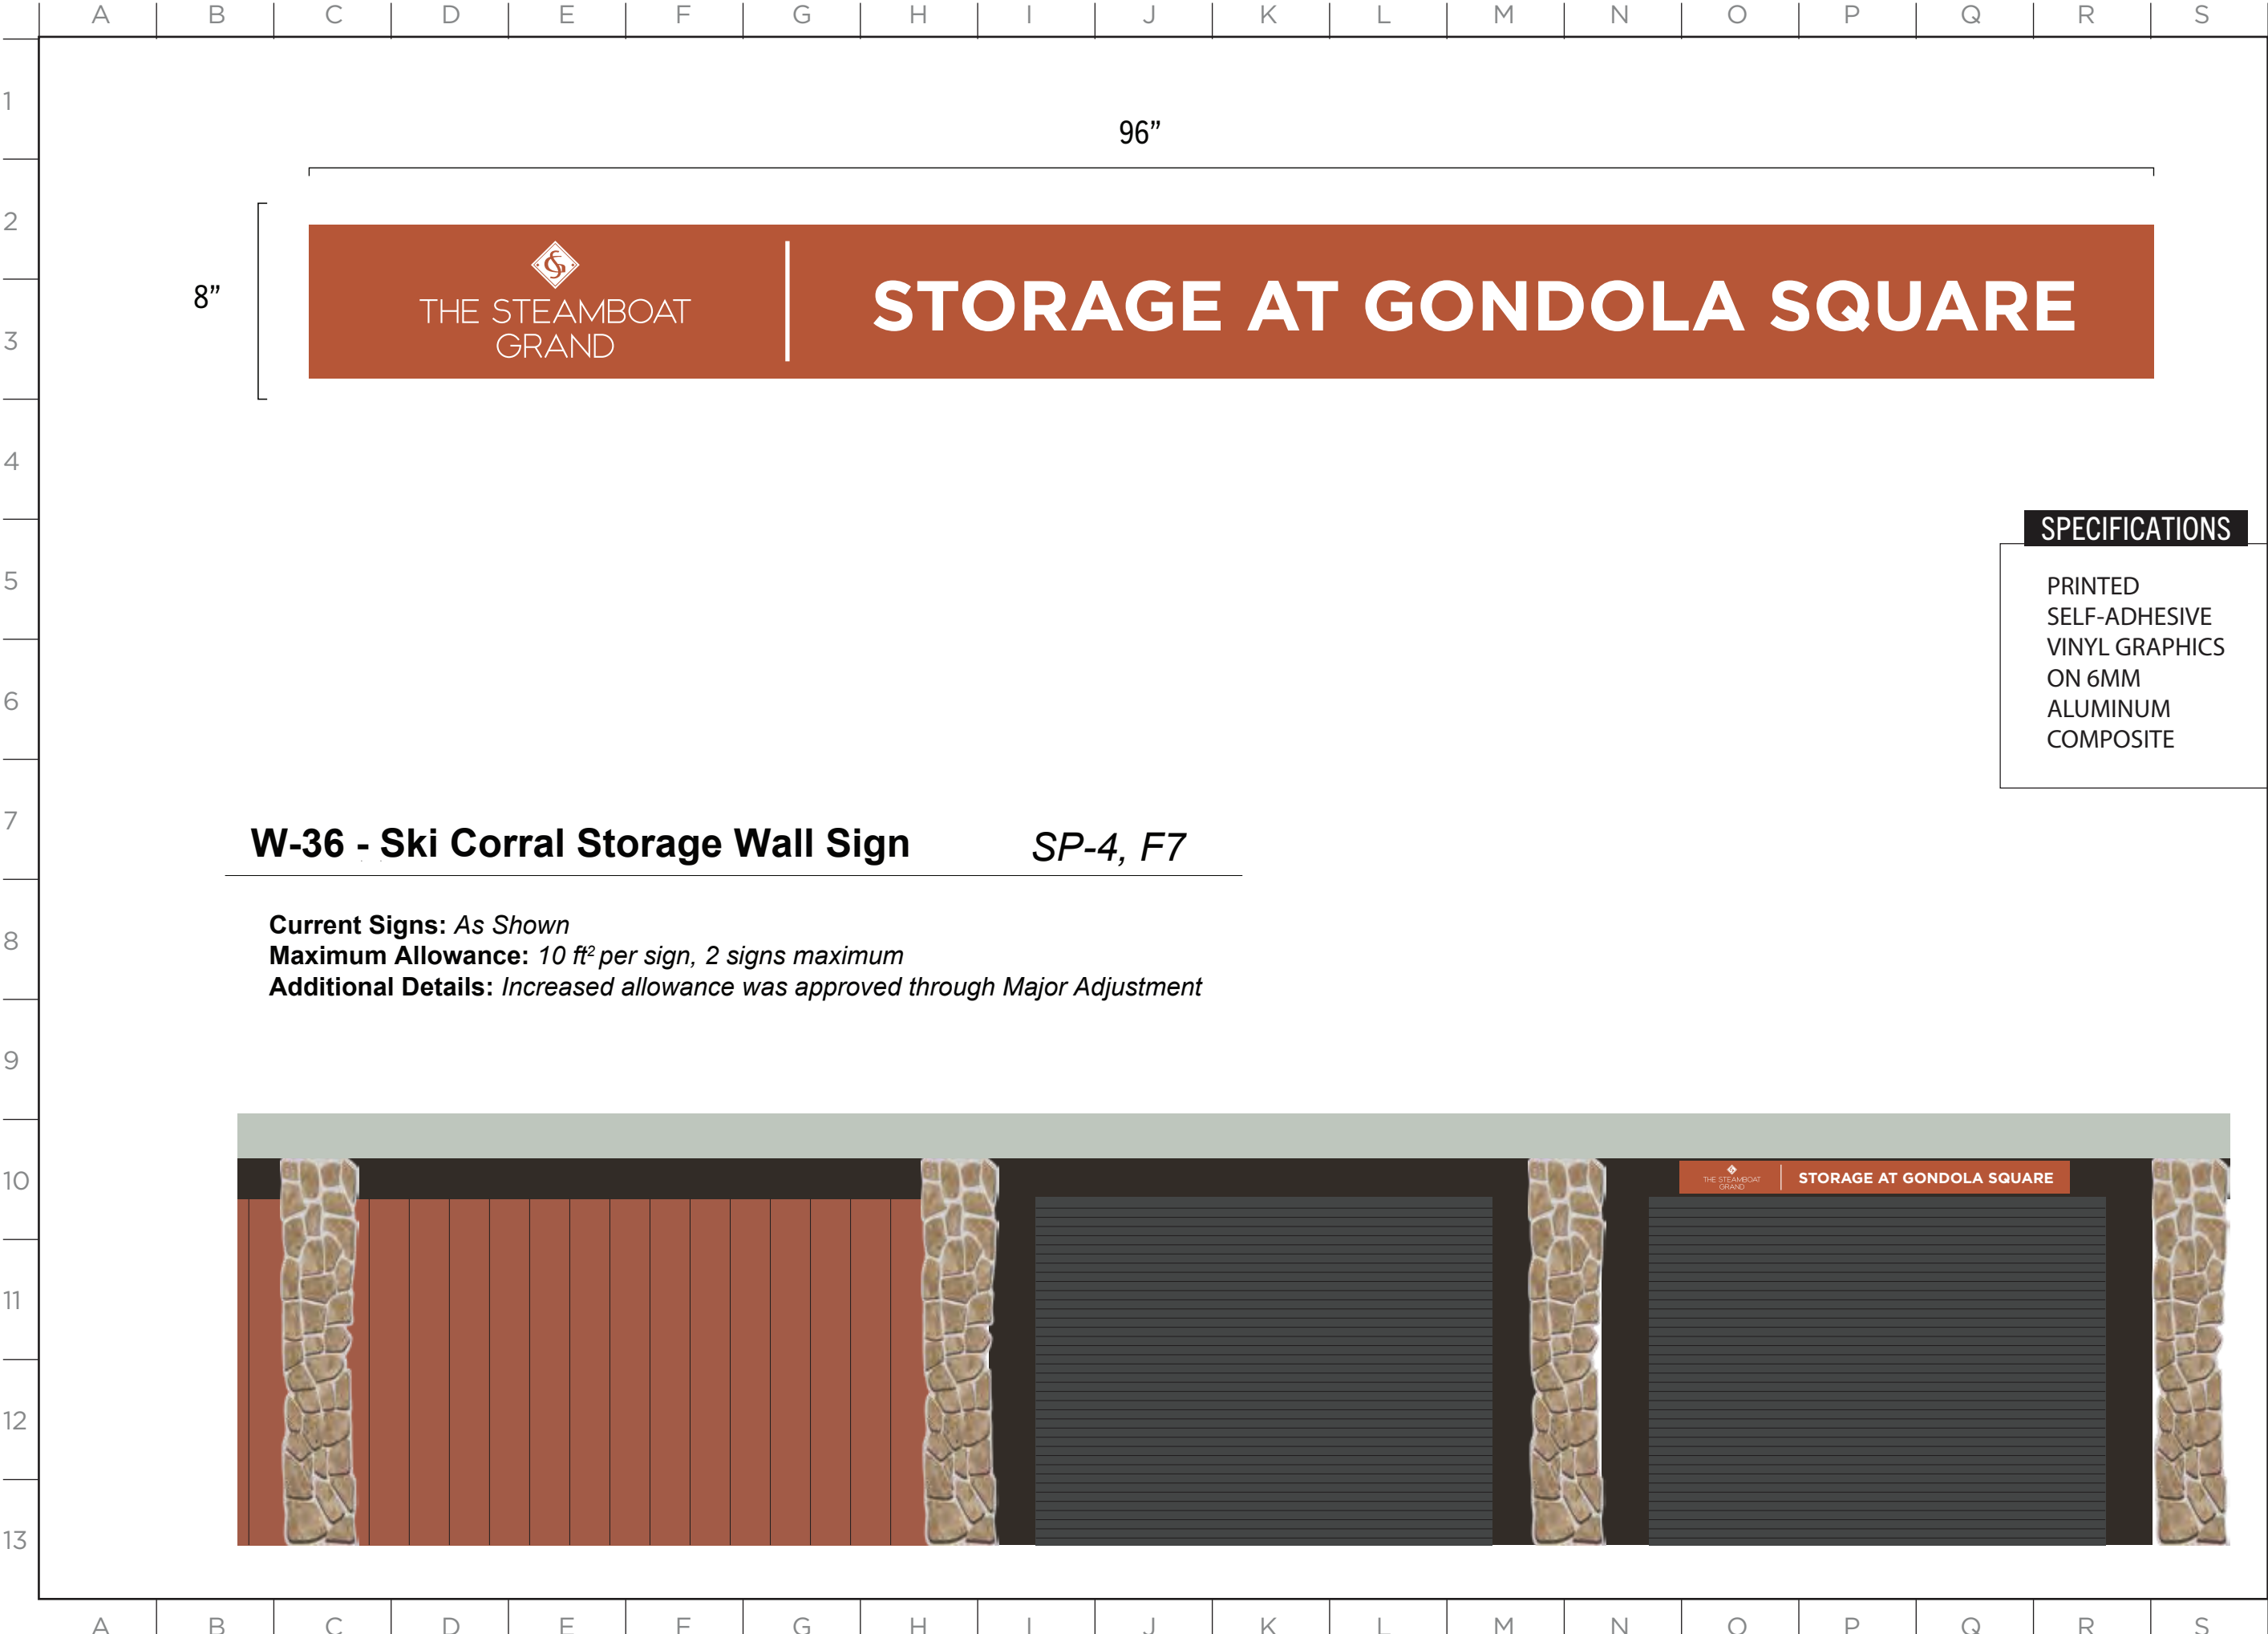 A B C D E F G H I J K L M N O P Q R S
1
96”
2
8”
THE STEAMBOAT
GRAND
STORAGE AT GONDOLA SQUARE
3
4
SPECIFICATIONS
5
PRINTED
SELF-ADHESIVE
VINYL GRAPHICS
ON 6MM
ALUMINUM
COMPOSITE
6
7
W-36 - Ski Corral Storage Wall Sign SP-4, F7
8
Current Signs: As Shown
Maximum Allowance: 10 ft² per sign, 2 signs maximum
Additional Details: Increased allowance was approved through Major Adjustment
9
10
THE STEAMBOAT
GRAND
STORAGE AT GONDOLA SQUARE
11
12
13
A B C D E F G H I J K L M N O P Q R S